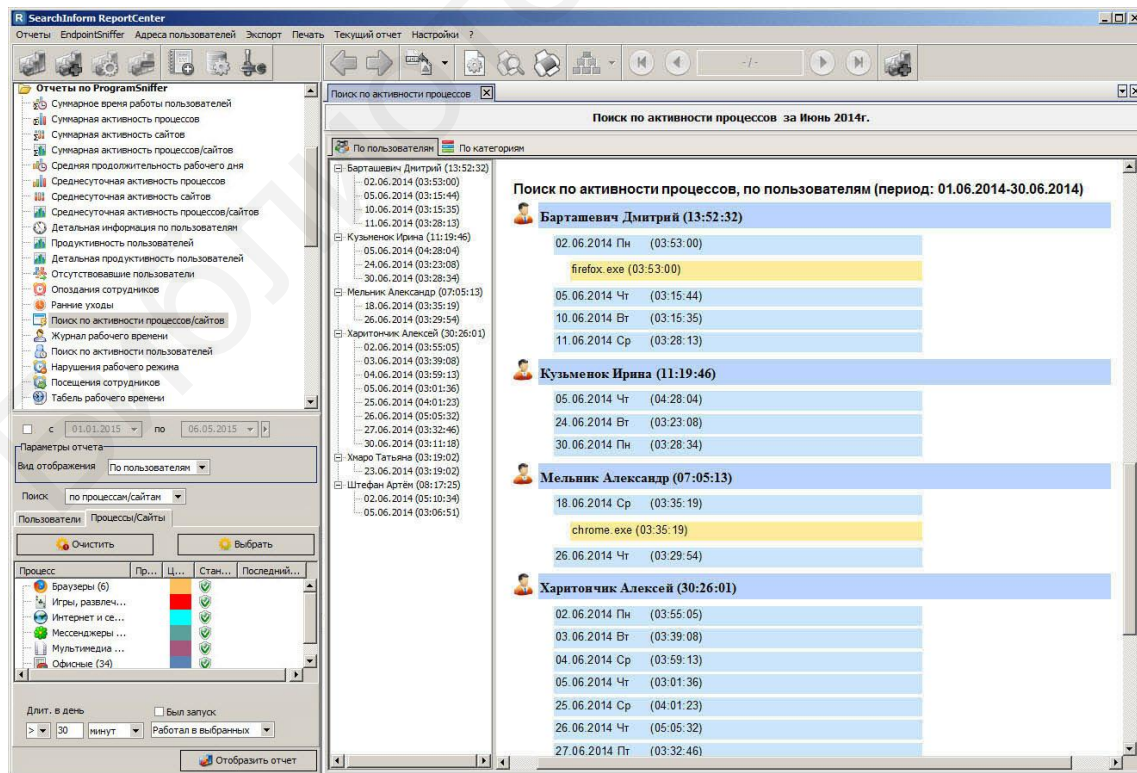 SearchInform ReportCenter
Отчеты EndpointSniffer Адреса пользователей Экспорт Печать Текущий отчет Настройки ?
-/-
Отчеты по ProgramSniffer
Суммарное время работы пользователей
Суммарная активность процессов
Суммарная активность сайтов
Суммарная активность процессов/сайтов
Средняя продолжительность рабочего дня
Среднесуточная активность процессов
Среднесуточная активность сайтов
Среднесуточная активность процессов/сайтов
Детальная информация по пользователям
Продуктивность пользователей
Детальная продуктивность пользователей
Отсутствовавшие пользователи
Опоздания сотрудников
Ранние уходы
Поиск по активности процессов/сайтов
Журнал рабочего времени
Поиск по активности пользователей
Нарушения рабочего режима
Посещения сотрудников
Табель рабочего времени
с 01.01.2015 по 06.05.2015
Параметры отчета
Вид отображения По пользователям
Поиск по процессам/сайтам
Пользователи Процессы/Сайты
Очистить Выбрать
Процесс Пр... Ц... Стан... Последний...
Браузеры (6)
Игры, развлеч...
Интернет и се...
Мессенджеры ...
Мультимедиа ...
Офисные (34)
Длит. в день Был запуск
> 30 минут Работал в выбранных
Отобразить отчет
Поиск по активности процессов
Поиск по активности процессов за Июнь 2014г.
По пользователям По категориям
Барташевич Дмитрий (13:52:32)
02.06.2014 (03:53:00)
05.06.2014 (03:15:44)
10.06.2014 (03:15:35)
11.06.2014 (03:28:13)
Кузьменок Ирина (11:19:46)
05.06.2014 (04:28:04)
24.06.2014 (03:23:08)
30.06.2014 (03:28:34)
Мельник Александр (07:05:13)
18.06.2014 (03:35:19)
26.06.2014 (03:29:54)
Харитончик Алексей (30:26:01)
02.06.2014 (03:55:05)
03.06.2014 (03:39:08)
04.06.2014 (03:59:13)
05.06.2014 (03:01:36)
25.06.2014 (04:01:23)
26.06.2014 (05:05:32)
27.06.2014 (03:32:46)
30.06.2014 (03:11:18)
Хмаро Татьяна (03:19:02)
23.06.2014 (03:19:02)
Штефан Артём (08:17:25)
02.06.2014 (05:10:34)
05.06.2014 (03:06:51)
Поиск по активности процессов, по пользователям (период: 01.06.2014-30.06.2014)
Барташевич Дмитрий (13:52:32)
02.06.2014 Пн (03:53:00)
firefox.exe (03:53:00)
05.06.2014 Чт (03:15:44)
10.06.2014 Вт (03:15:35)
11.06.2014 Ср (03:28:13)
Кузьменок Ирина (11:19:46)
05.06.2014 Чт (04:28:04)
24.06.2014 Вт (03:23:08)
30.06.2014 Пн (03:28:34)
Мельник Александр (07:05:13)
18.06.2014 Ср (03:35:19)
chrome.exe (03:35:19)
26.06.2014 Чт (03:29:54)
Харитончик Алексей (30:26:01)
02.06.2014 Пн (03:55:05)
03.06.2014 Вт (03:39:08)
04.06.2014 Ср (03:59:13)
05.06.2014 Чт (03:01:36)
25.06.2014 Ср (04:01:23)
26.06.2014 Чт (05:05:32)
27.06.2014 Пт (03:32:46)